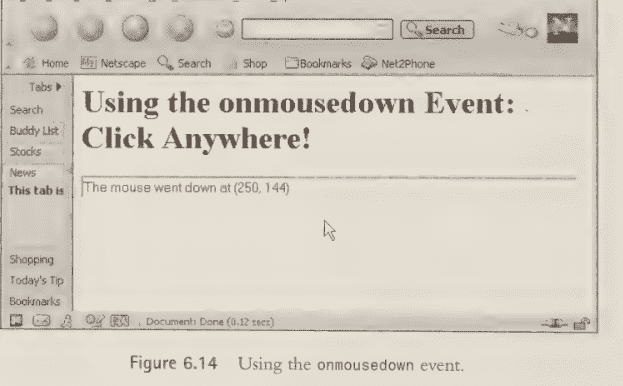 Search
Home My Netscape Search Shop Bookmarks Net2Phone
Tabs
Search
Buddy List
Stocks
News
This tab is
Shopping
Today's Tip
Bookmarks
Using the onmousedown Event:
Click Anywhere!
The mouse went down at (250, 144)
Document: Done (0.12 secs)
Figure 6.14 Using the onmousedown event.